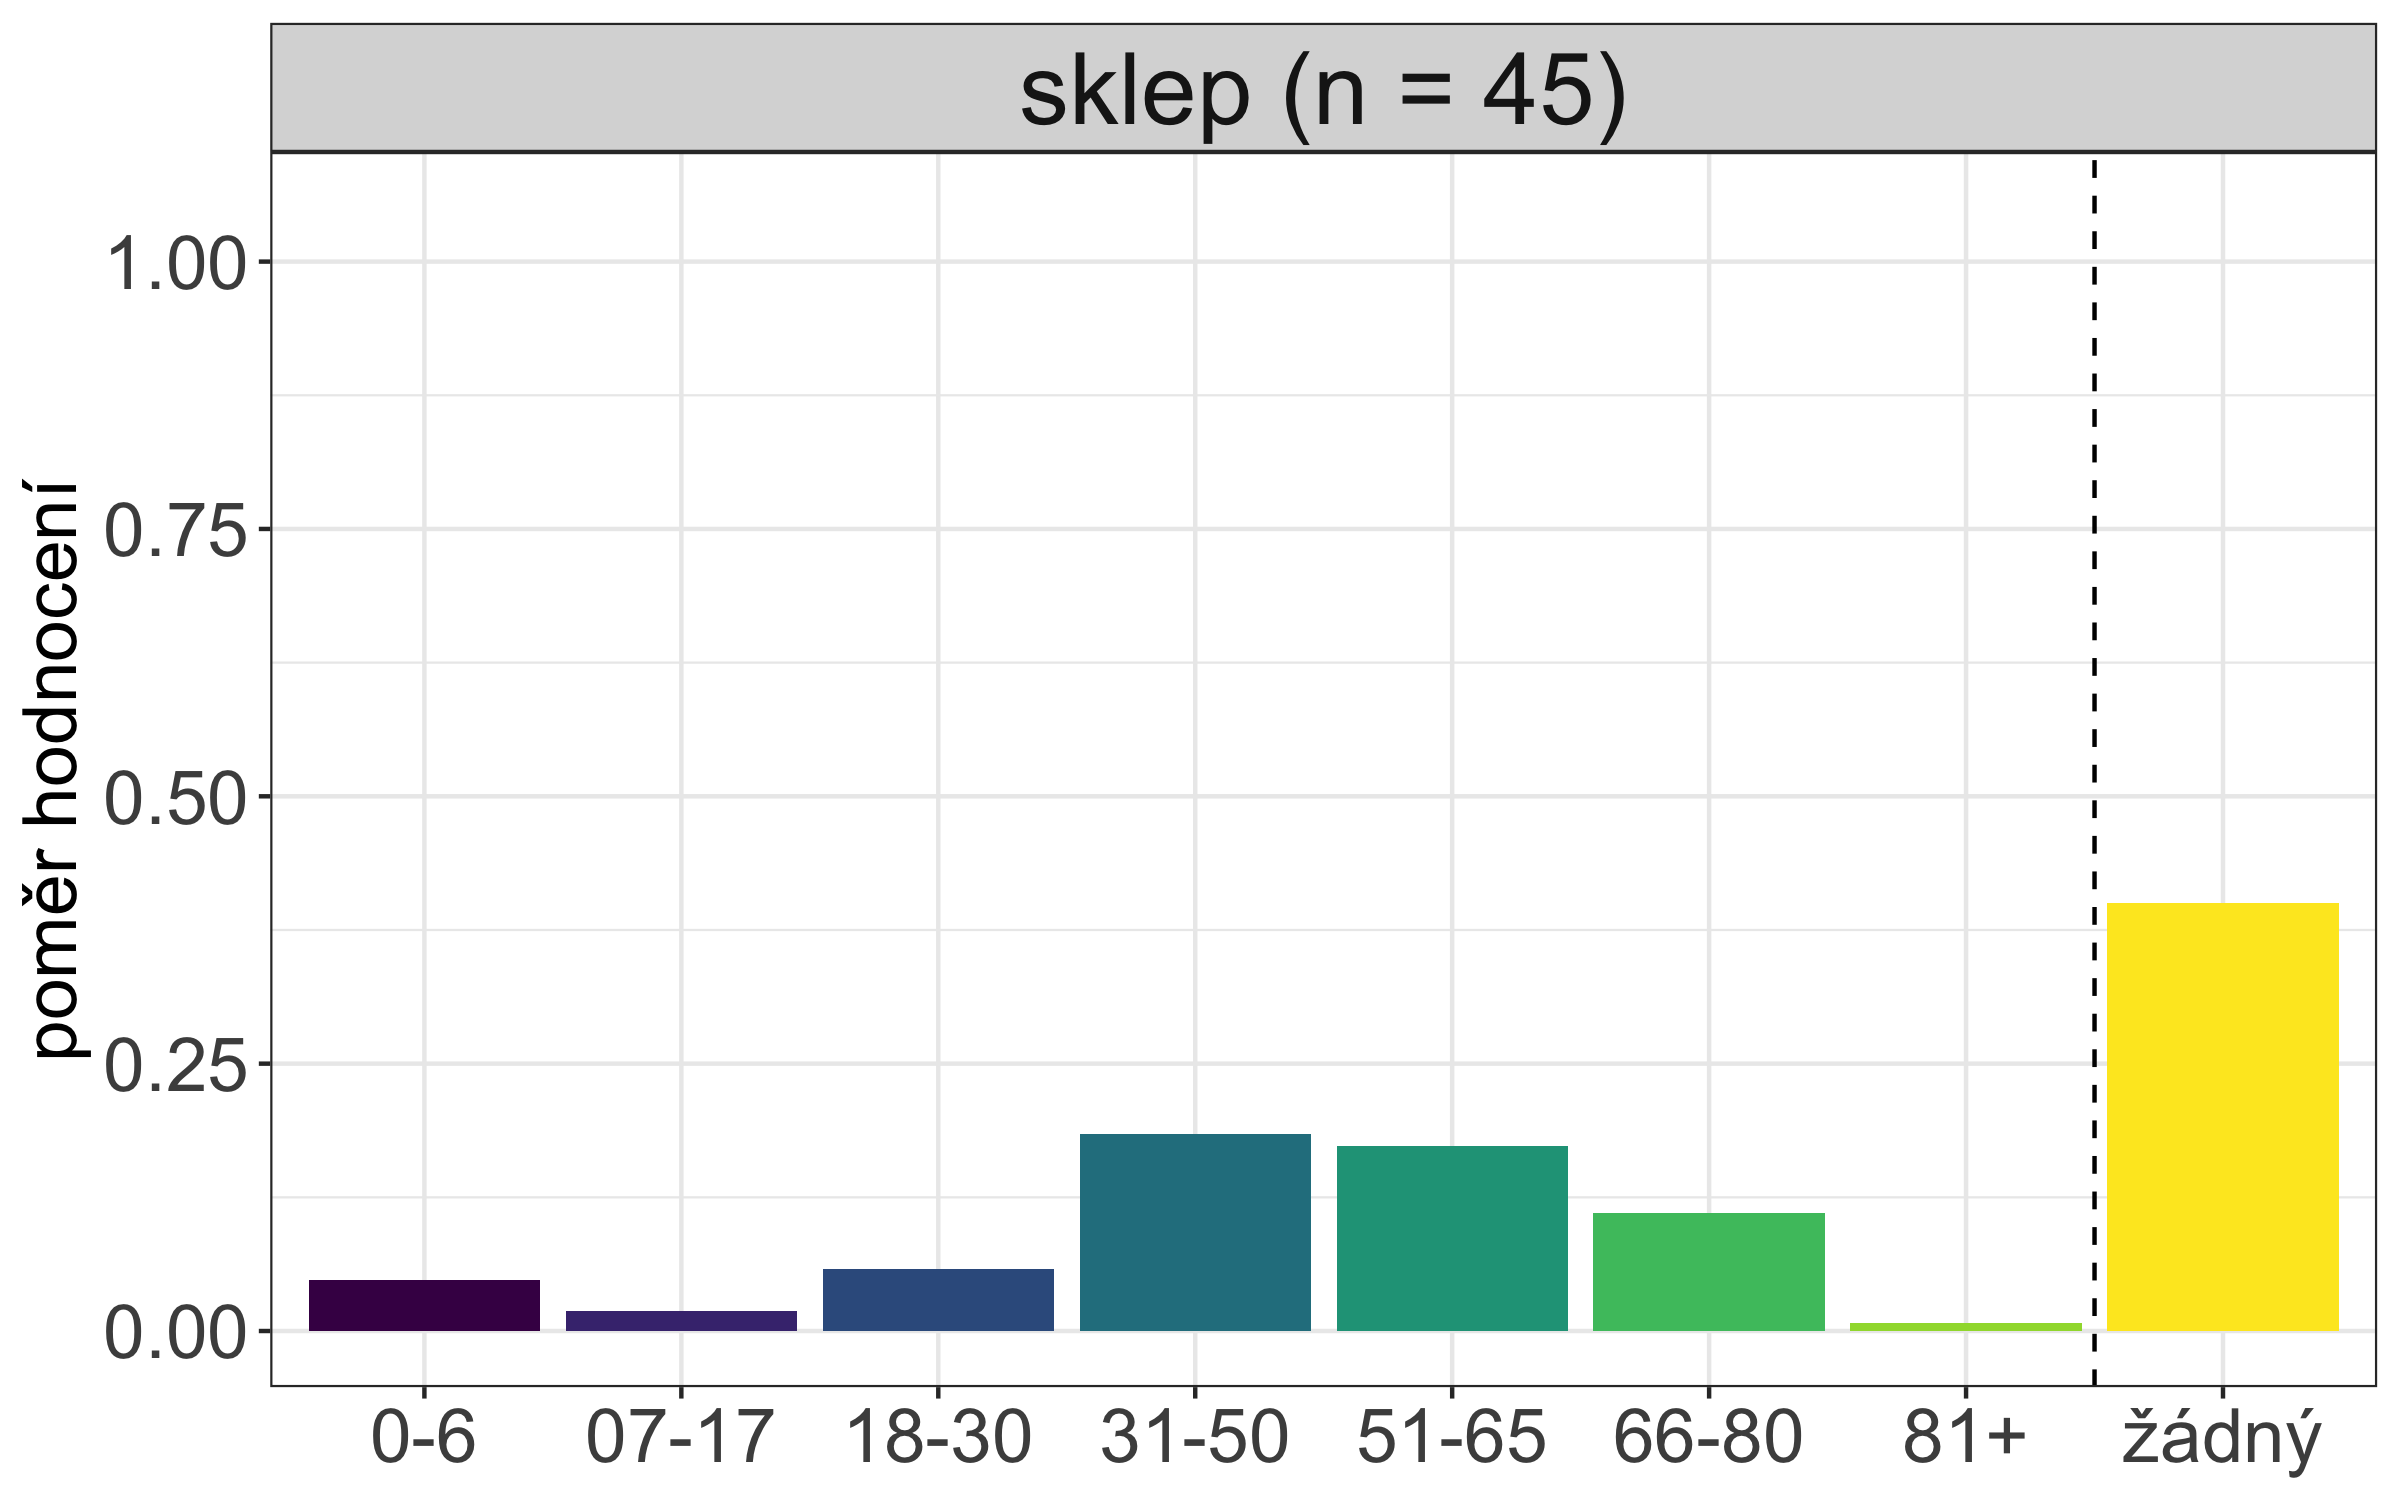 sklep (n = 45)
poměr hodnocení
1.00
0.75
0.50
0.25
0.00
0-6 07-17 18-30 31-50 51-65 66-80 81+ žádný